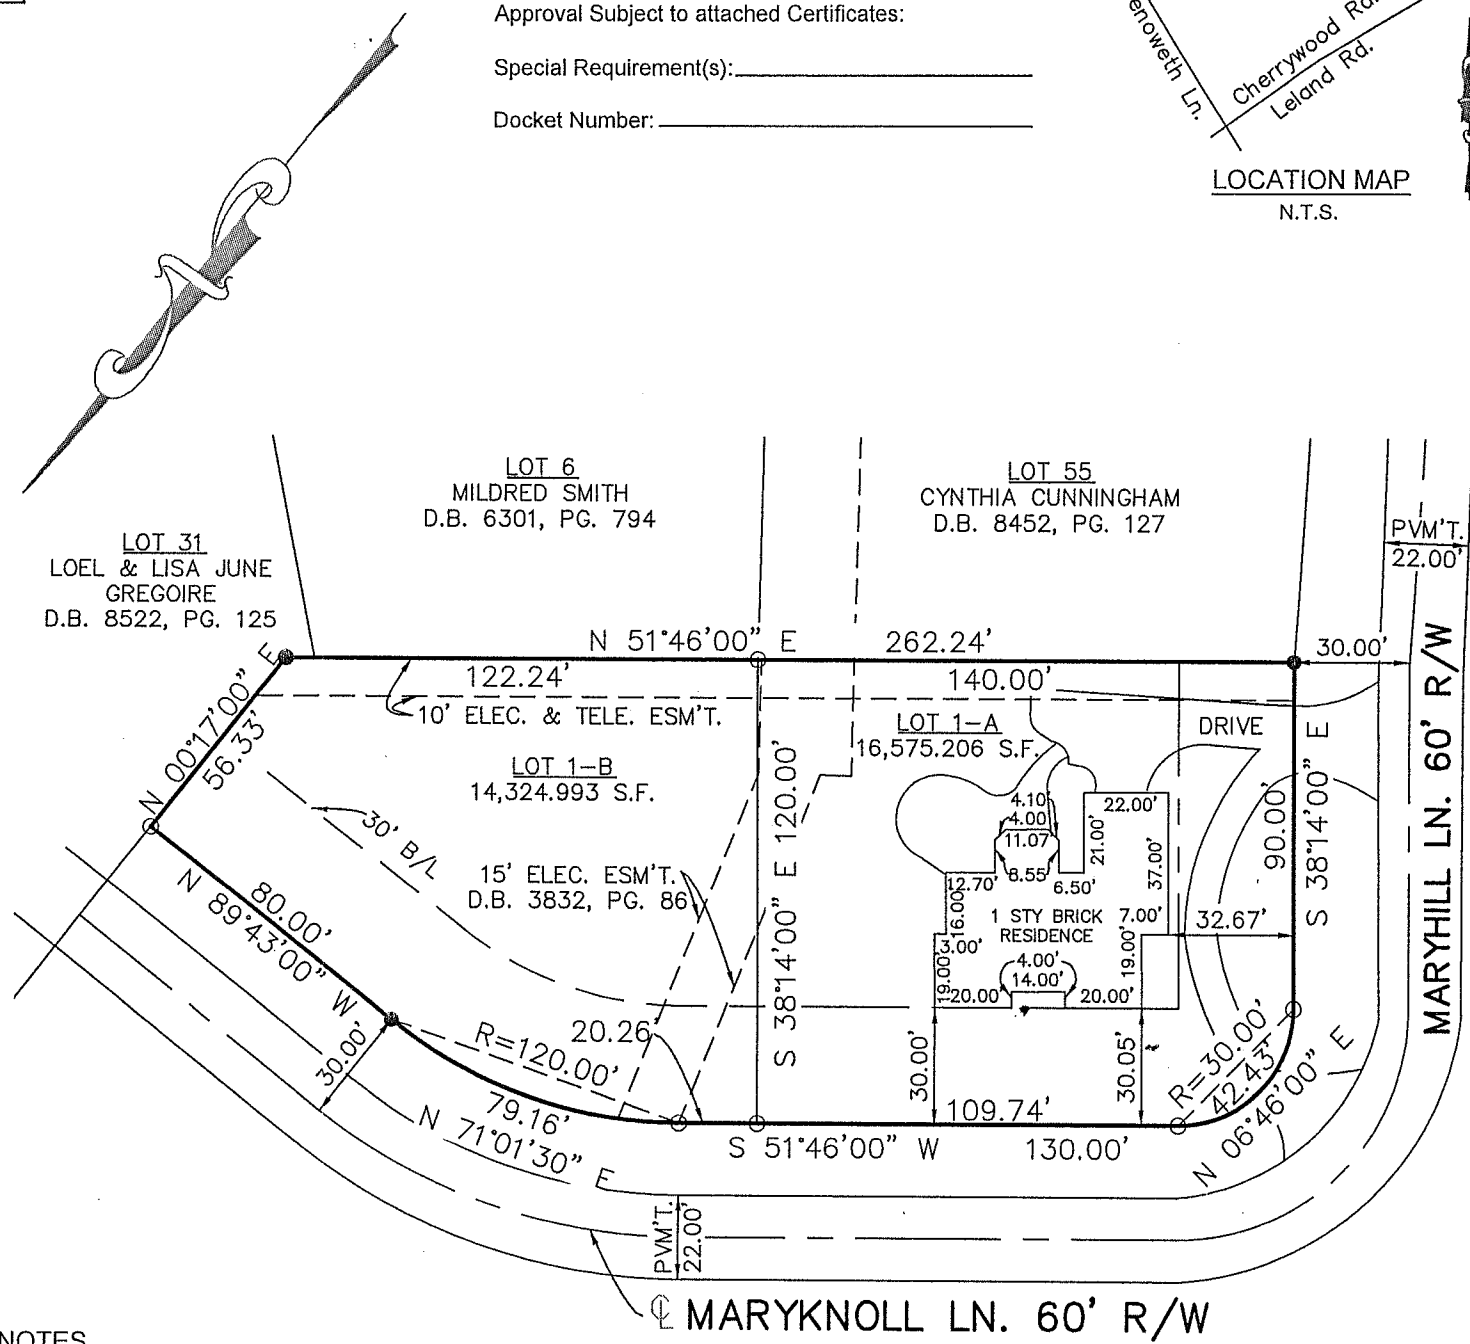 Approval Subject to attached Certificates:
Special Requirement(s):
Docket Number:
enoweth Ln.
Cherrywood Rd.
Leland Rd.
LOCATION MAP
N.T.S.
LOT 6
MILDRED SMITH
D.B. 6301, PG. 794
LOT 55
CYNTHIA CUNNINGHAM
D.B. 8452, PG. 127
LOT 31
LOEL & LISA JUNE
GREGOIRE
D.B. 8522, PG. 125
PVM'T.
22.00'
N 51°46'00" E 262.24'
30.00'
122.24'
140.00'
10' ELEC. & TELE. ESM'T.
N 00°17'00" E
56.33'
LOT 1-A
16,575.206 S.F.
DRIVE
LOT 1-B
14,324.993 S.F.
30' B/L
15' ELEC. ESM'T.
D.B. 3832, PG. 86
S 38°14'00" E 120.00'
4.10
4.00
11.07'
8.55'
22.00'
21.00'
37.00'
12.70'
6.50'
16.00'
1 STY BRICK
RESIDENCE
7.00'
3.00'
19.00'
19.00'
4.00'
14.00'
20.00'
20.00'
32.67'
90.00'
S 38°14'00" E
MARYHILL LN. 60' R/W
80.00'
N 89°43'00" W
30.00'
R=120.00'
20.26'
79.16'
N 71°01'30" E
30.00'
30.05'
109.74'
S 51°46'00" W 130.00'
R=30.00'
42.43'
N 06°46'00" E
PVM'T.
22.00'
℄ MARYKNOLL LN. 60' R/W
NOTES